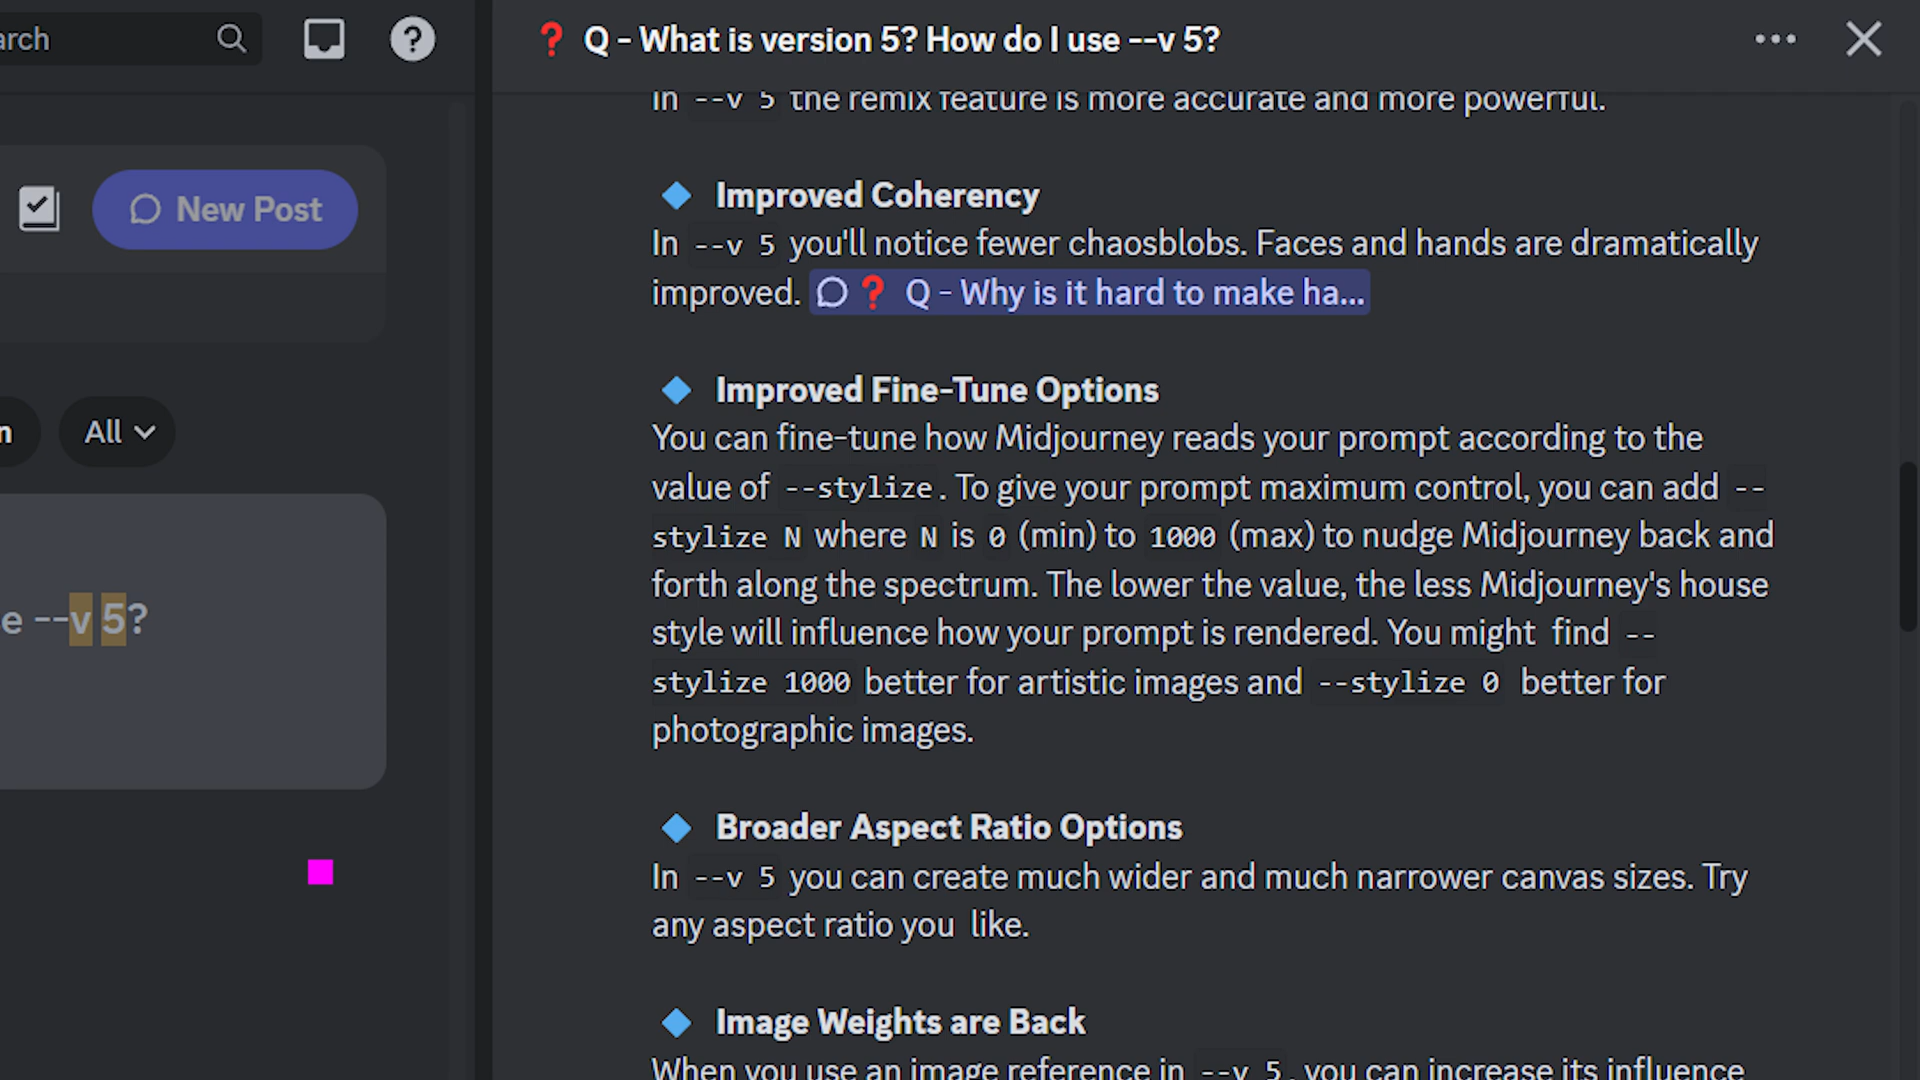 arch
Q - What is version 5? How do I use --v 5?
New Post
n
All
e --v 5?
In --v 5 the remix feature is more accurate and more powerful.
Improved Coherency
In --v 5 you'll notice fewer chaosblobs. Faces and hands are dramatically
improved. Q - Why is it hard to make ha...
Improved Fine-Tune Options
You can fine-tune how Midjourney reads your prompt according to the
value of --stylize. To give your prompt maximum control, you can add --
stylize N where N is 0 (min) to 1000 (max) to nudge Midjourney back and
forth along the spectrum. The lower the value, the less Midjourney's house
style will influence how your prompt is rendered. You might find --
stylize 1000 better for artistic images and --stylize 0 better for
photographic images.
Broader Aspect Ratio Options
In --v 5 you can create much wider and much narrower canvas sizes. Try
any aspect ratio you like.
Image Weights are Back
When you use an image reference in --v 5, you can increase its influence